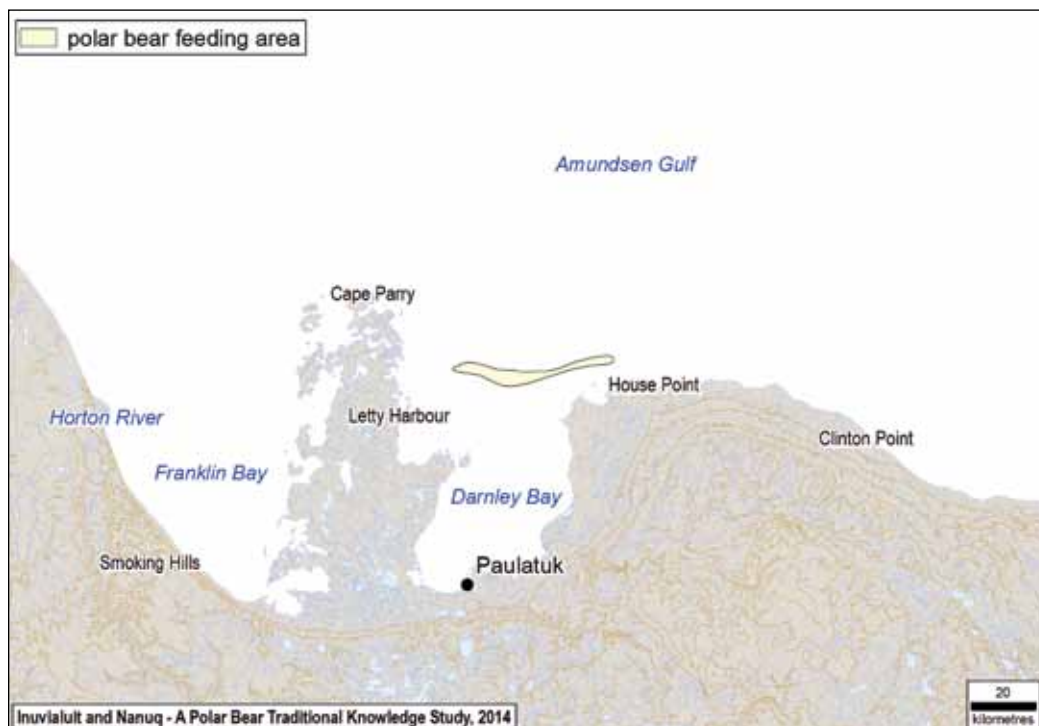 polar bear feeding area
Amundsen Gulf
Cape Parry
House Point
Letty Harbour
Horton River
Clinton Point
Franklin Bay
Darnley Bay
Smoking Hills
Paulatuk
20
kilometres
Inuvialuit and Nanuq - A Polar Bear Traditional Knowledge Study, 2014